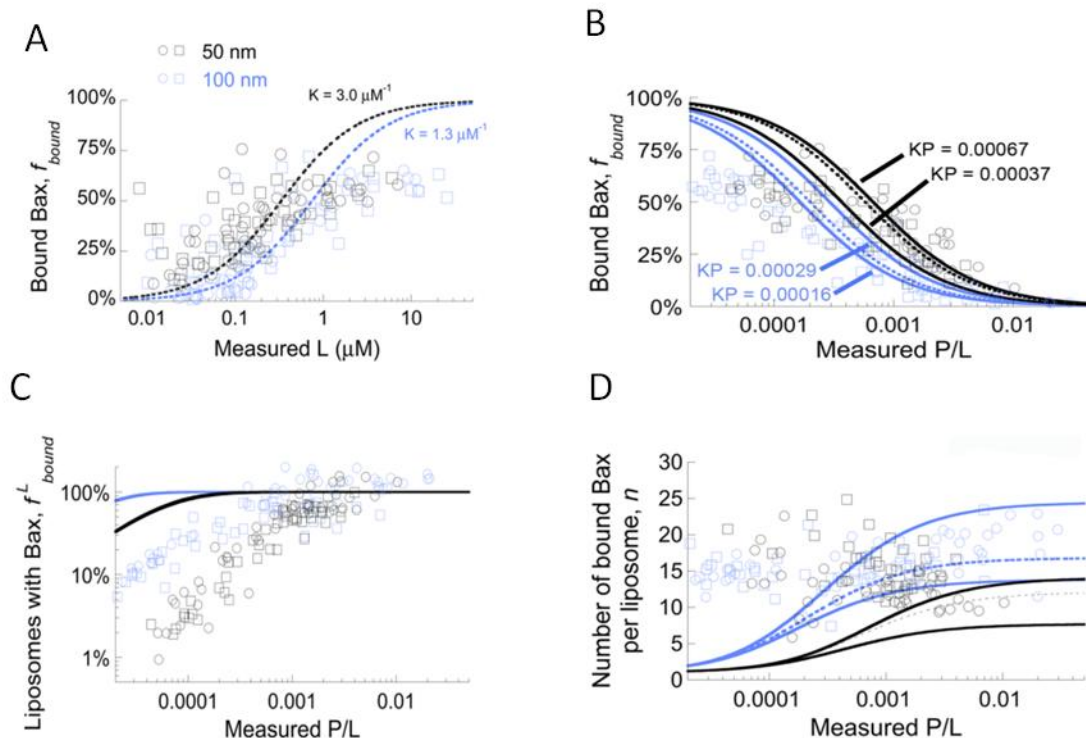 A
50 nm
100 nm
K = 3.0 μM⁻¹
K = 1.3 μM⁻¹
Bound Bax, f_bound
100%
75%
50%
25%
0%
0.01 0.1 1 10
Measured L (μM)
B
Bound Bax, f_bound
100%
75%
50%
25%
0%
KP = 0.00067
KP = 0.00037
KP = 0.00029
KP = 0.00016
0.0001 0.001 0.01
Measured P/L
C
Liposomes with Bax, f^L_bound
100%
10%
1%
0.0001 0.001 0.01
Measured P/L
D
Number of bound Bax
per liposome, n
30
25
20
15
10
5
0
0.0001 0.001 0.01
Measured P/L